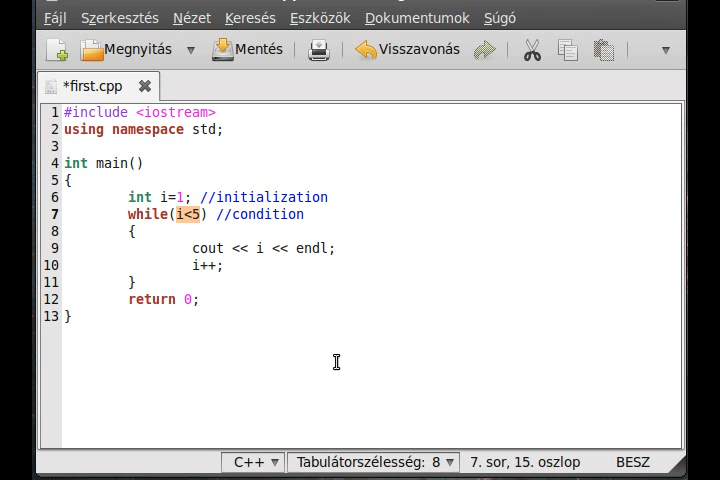 Fájl Szerkesztés Nézet Keresés Eszközök Dokumentumok Súgó
Megnyitás Mentés Visszavonás
*first.cpp
1 #include <iostream>
2 using namespace std;
3
4 int main()
5 {
6 int i=1; //initialization
7 while(i<5) //condition
8 {
9 cout << i << endl;
10 i++;
11 }
12 return 0;
13 }
C++ Tabulátorszélesség: 8 7. sor, 15. oszlop BESZ